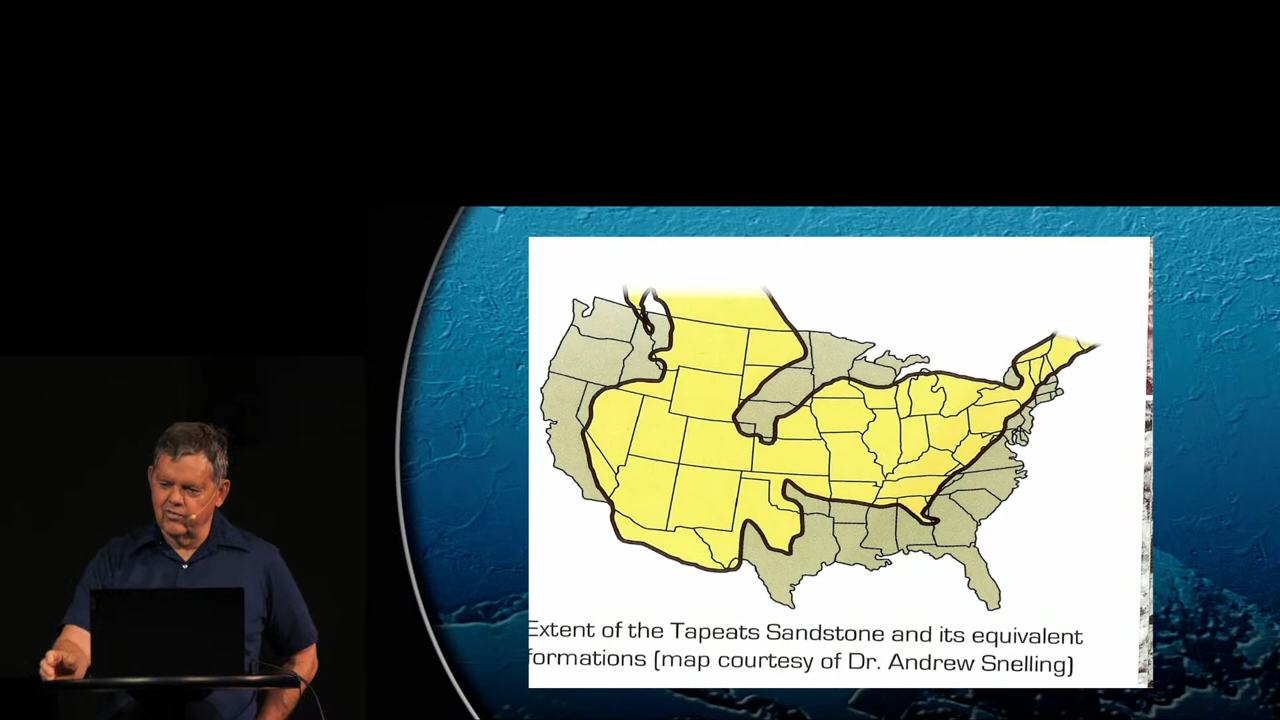 Extent of the Tapeats Sandstone and its equivalent
formations (map courtesy of Dr. Andrew Snelling)